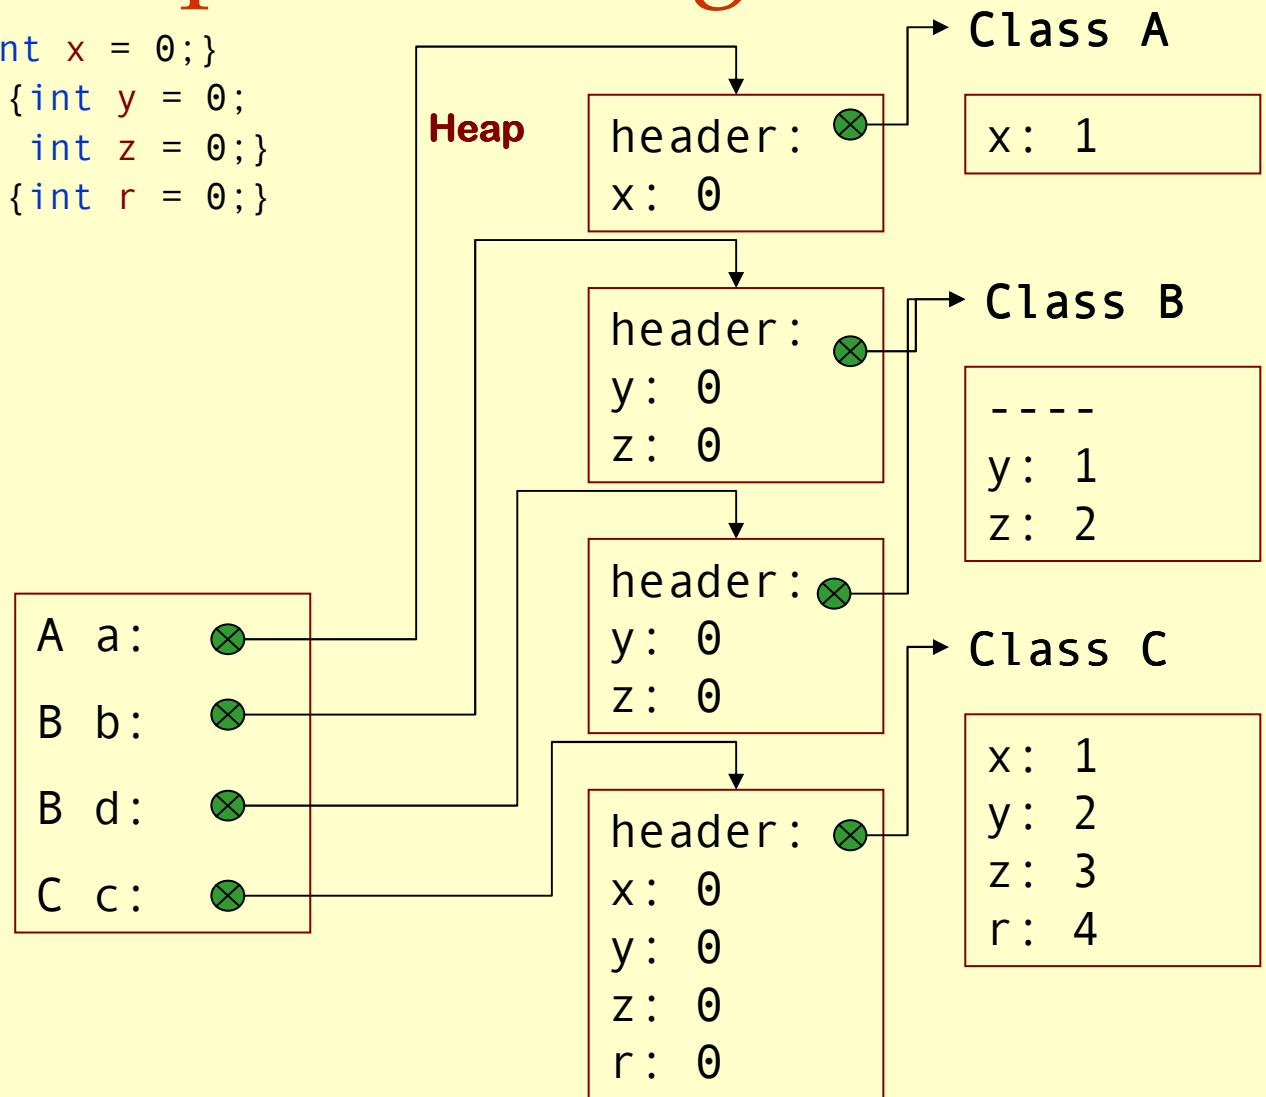 nt x = 0;}
{int y = 0;
int z = 0;}
{int r = 0;}
Heap
A a:
B b:
B d:
C c:
header:
x: 0
header:
y: 0
z: 0
header:
y: 0
z: 0
header:
x: 0
y: 0
z: 0
r: 0
Class A
x: 1
Class B
----
y: 1
z: 2
Class C
x: 1
y: 2
z: 3
r: 4